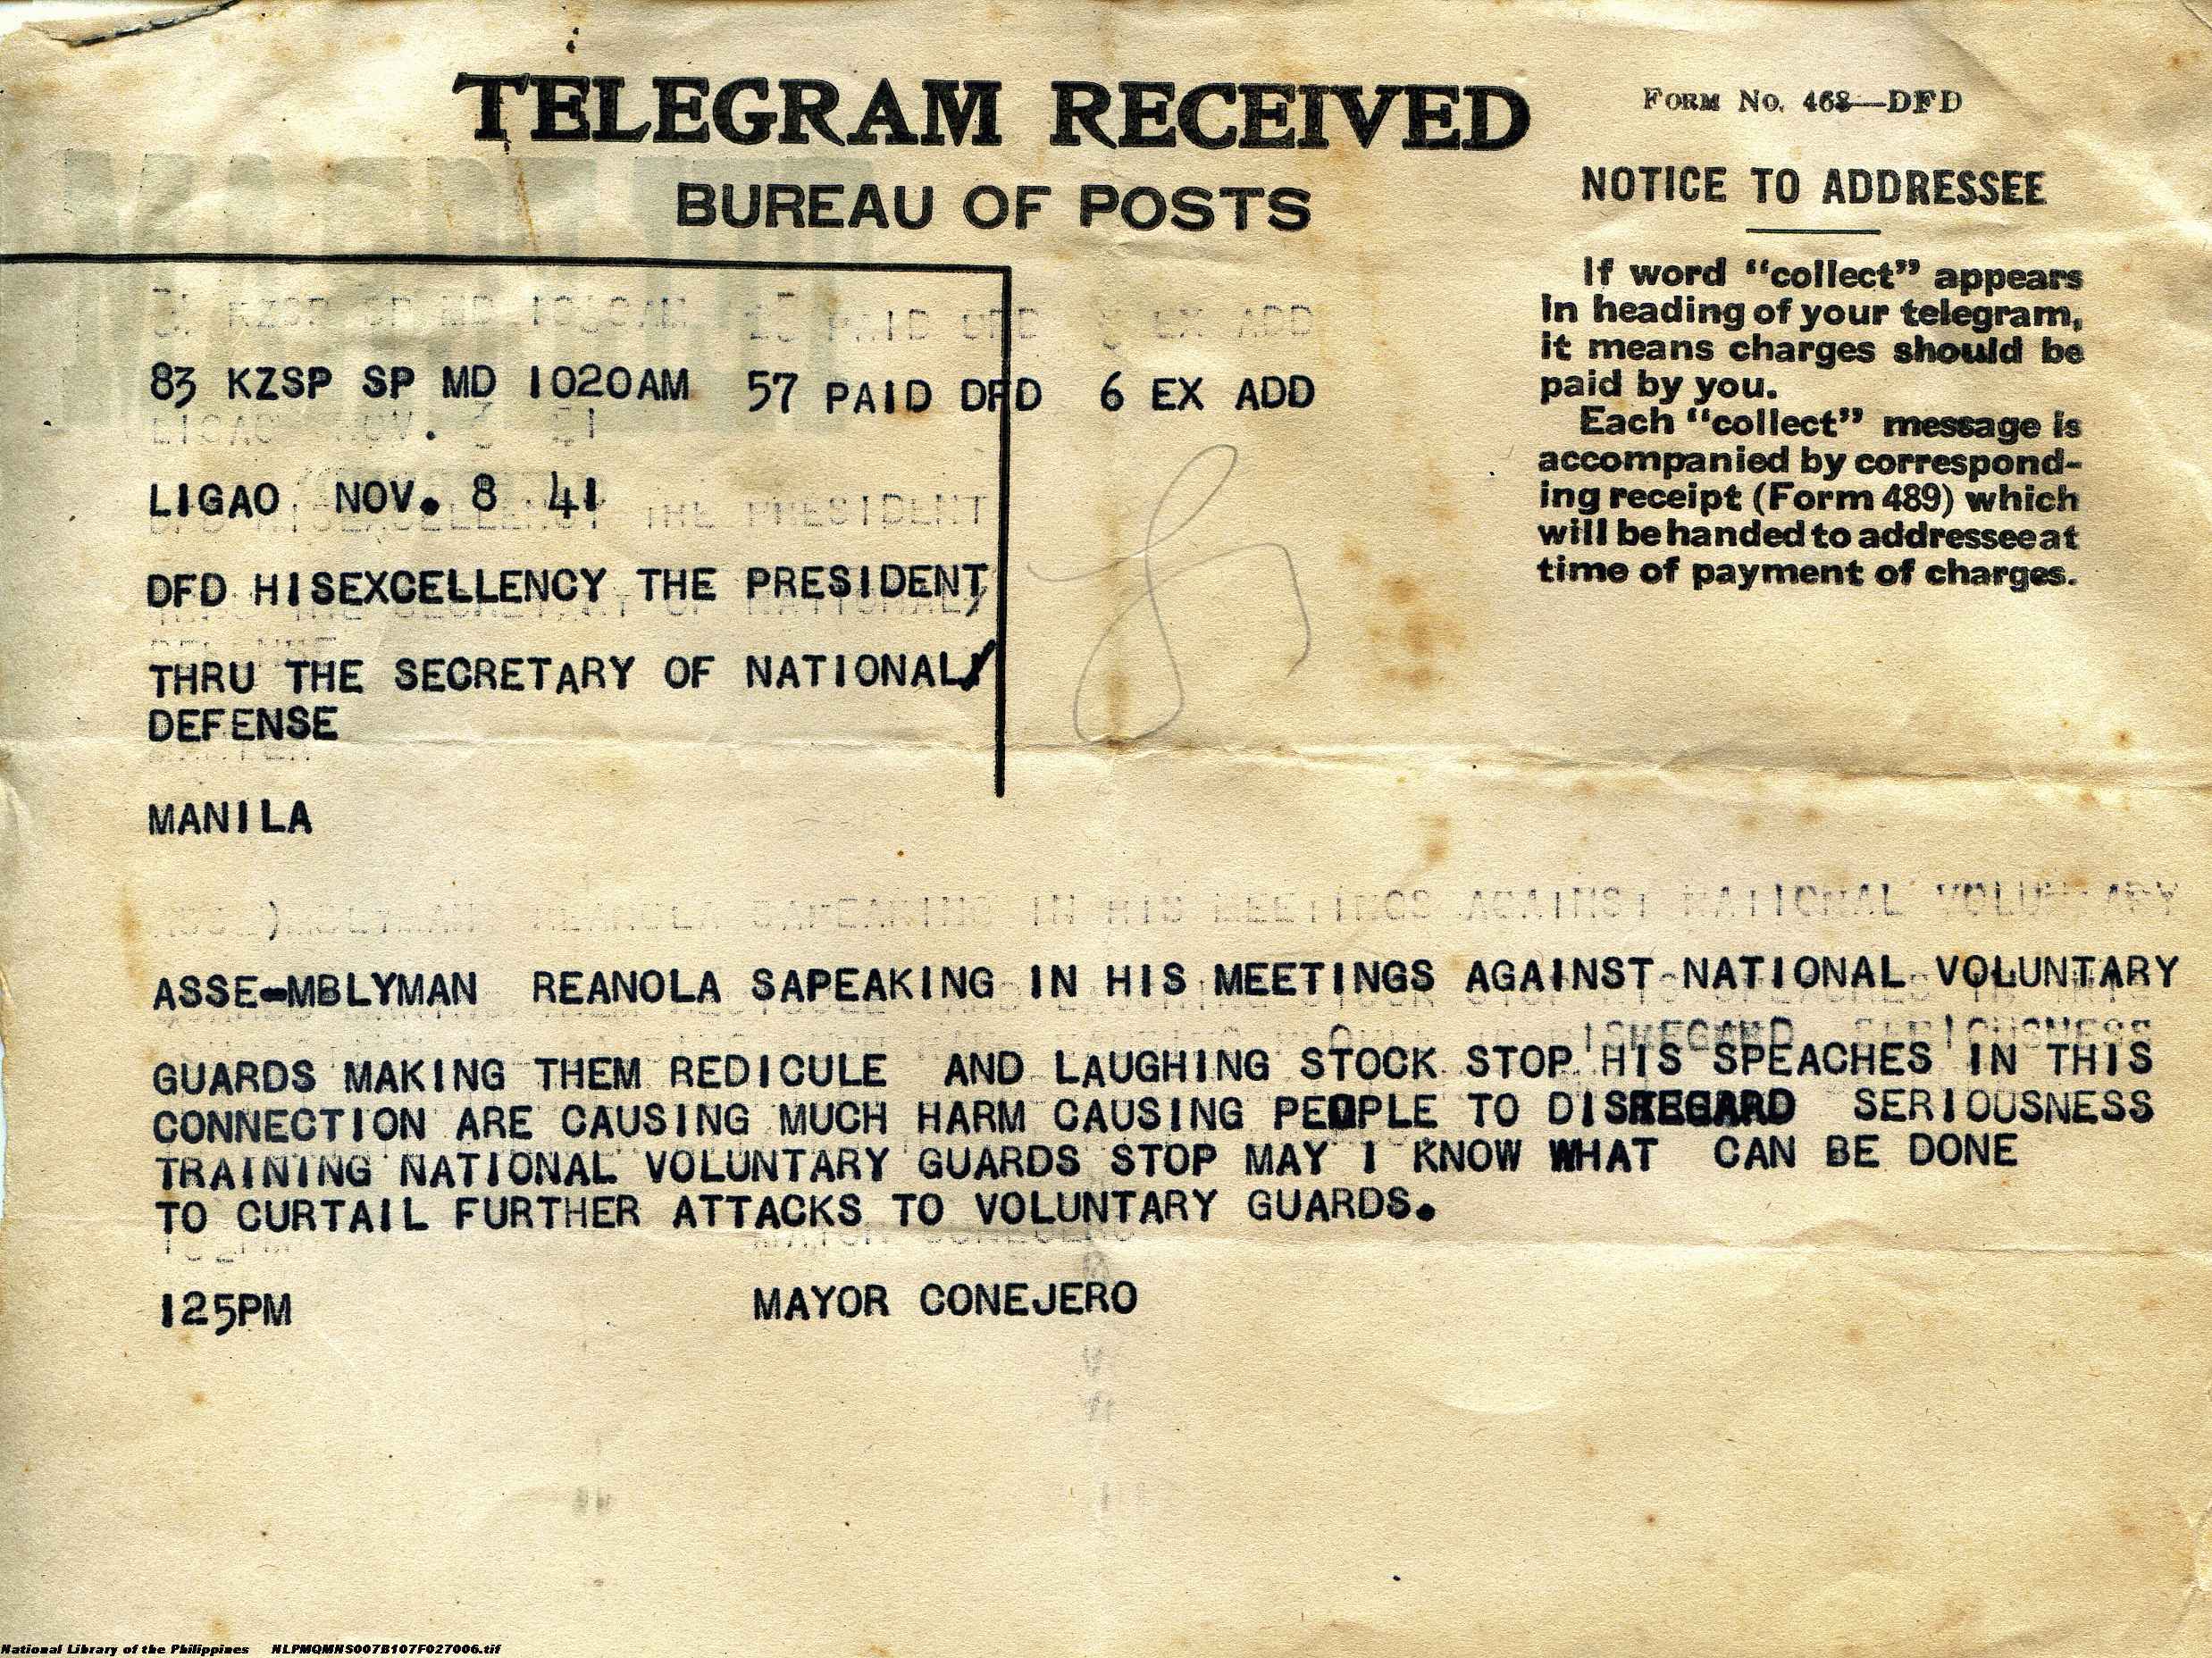 TELEGRAM RECEIVED
BUREAU OF POSTS
FORM NO. 468—DFD
NOTICE TO ADDRESSEE
If word "collect" appears
in heading of your telegram,
it means charges should be
paid by you.
Each "collect" message is
accompanied by correspond-
ing receipt (Form 489) which
will be handed to addressee at
time of payment of charges.
83 KZSP SP MD 1020AM 57 PAID DFD 6 EX ADD
LIGAO NOV. 8 41
DFD HISEXCELLENCY THE PRESIDENT
THRU THE SECRETARY OF NATIONAL
DEFENSE
MANILA
ASSE-MBLYMAN REANOLA SAPEAKING IN HIS MEETINGS AGAINST NATIONAL VOLUNTARY
GUARDS MAKING THEM REDICULE AND LAUGHING STOCK STOP HIS SPEACHES IN THIS
CONNECTION ARE CAUSING MUCH HARM CAUSING PEOPLE TO DISREGARD SERIOUSNESS
TRAINING NATIONAL VOLUNTARY GUARDS STOP MAY I KNOW WHAT CAN BE DONE
TO CURTAIL FURTHER ATTACKS TO VOLUNTARY GUARDS.
125PM MAYOR CONEJERO
National Library of the Philippines NLPMQMNS007B107F027006.tif